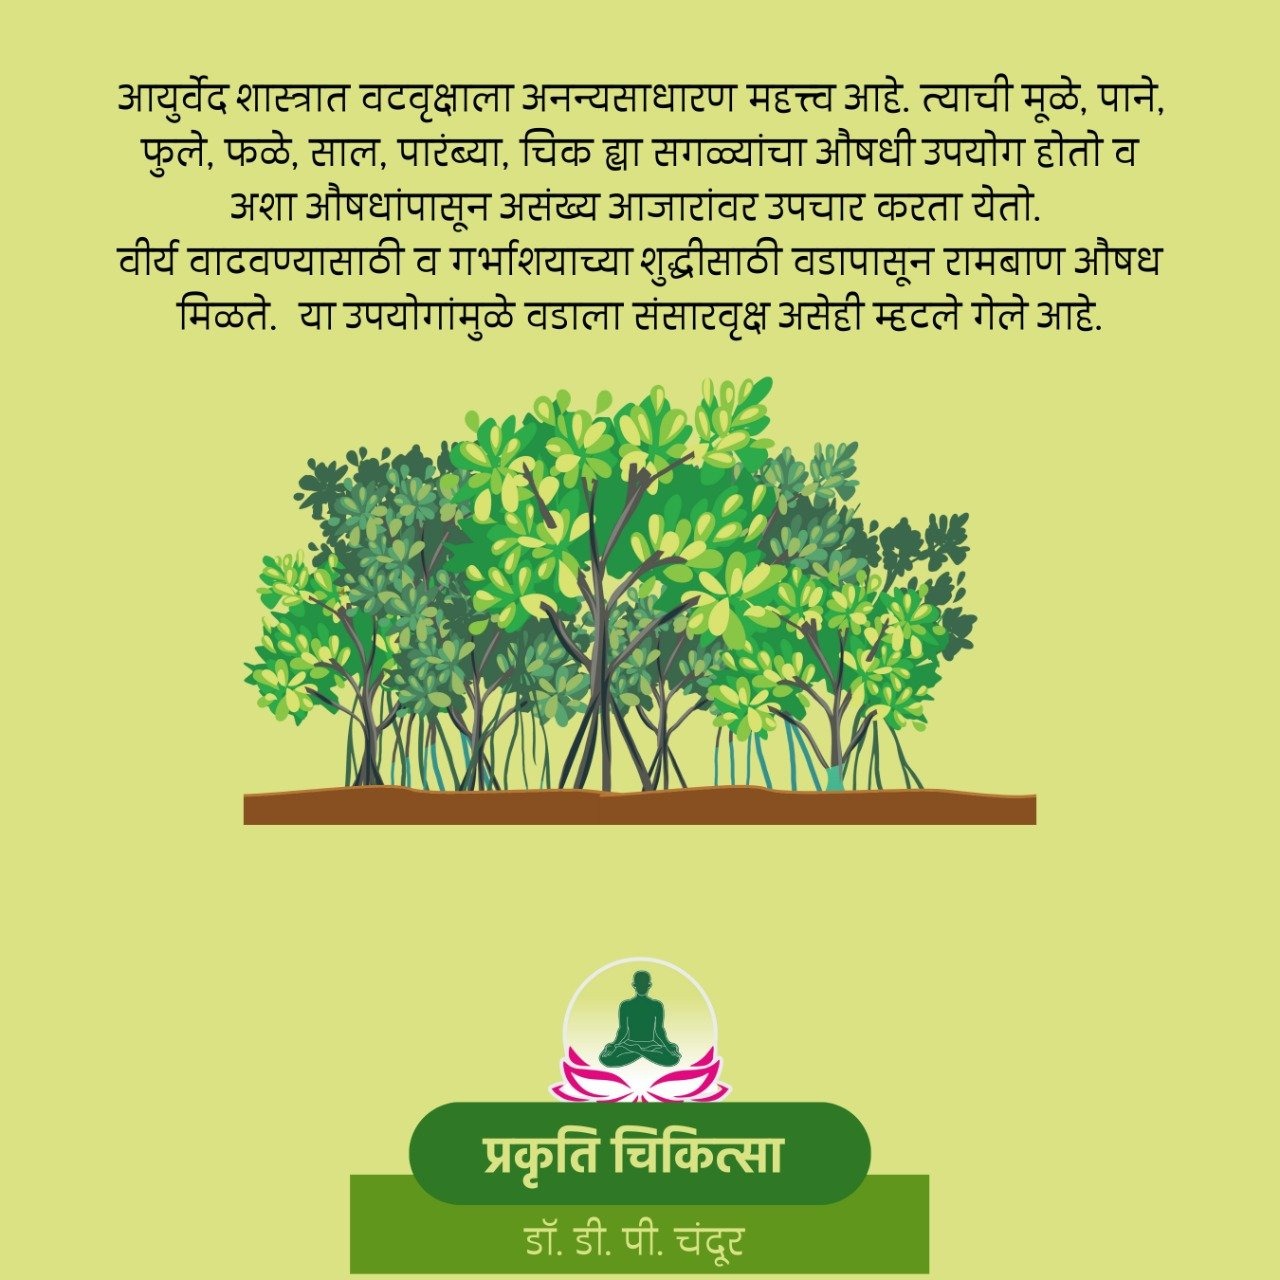 आयुर्वेद शास्त्रात वटवृक्षाला अनन्यसाधारण महत्त्व आहे. त्याची मूळे, पाने,
फुले, फळे, साल, पारंब्या, चिक ह्या सगळ्यांचा औषधी उपयोग होतो व
अशा औषधांपासून असंख्य आजारांवर उपचार करता येतो.
वीर्य वाढवण्यासाठी व गर्भाशयाच्या शुद्धीसाठी वडापासून रामबाण औषध
मिळते. या उपयोगांमुळे वडाला संसारवृक्ष असेही म्हटले गेले आहे.
प्रकृति चिकित्सा
डॉ. डी. पी. चंदूर